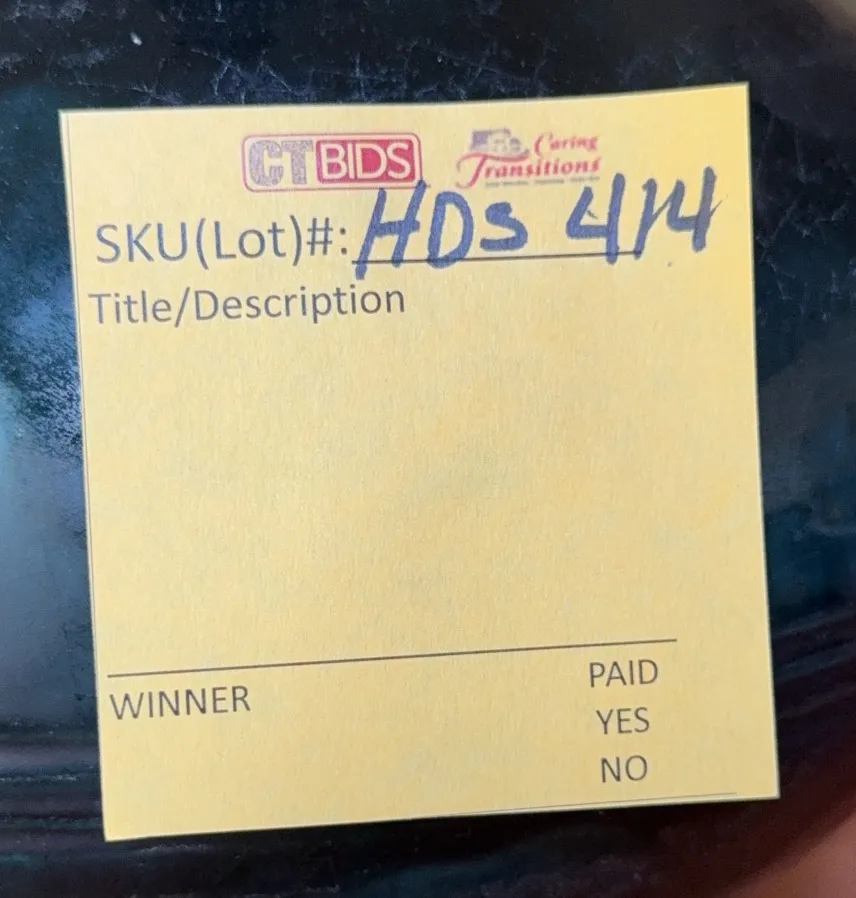 CTBIDS Caring Transitions
SKU(Lot)#: HDS 414
Title/Description
WINNER PAID
YES
NO